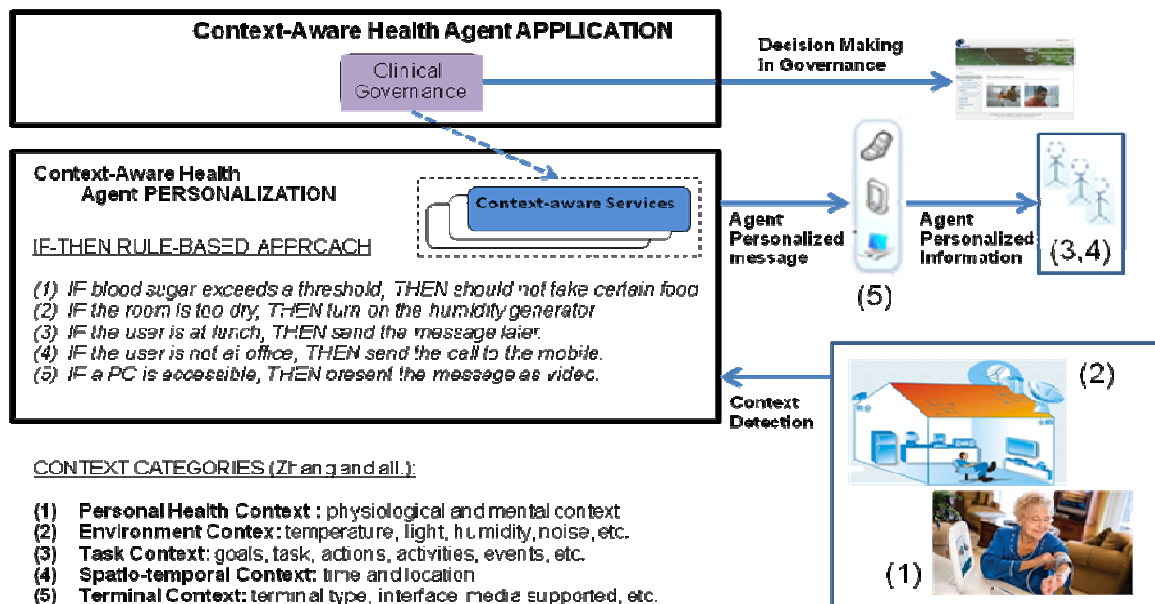 Context-Aware Health Agent APPLICATION
Clinical
Governance
Decision Making
In Governance
Context-Aware Health
Agent PERSONALIZATION
Context-aware Services
IF-THEN RULE-BASED APPRCACH
(1) IF blood sugar exceeds a threshold, THEN should not take certain food
(2) IF the room is too dry, THEN turn on the humidity generator
(3) IF the user is at lunch, THEN send the message later.
(4) IF the user is not at office, THEN send the call to the mobile.
(5) IF a PC is accessible, THEN present the message as video.
Agent
Personalized
message
(5)
Agent
Personalized
Information
(3,4)
Context
Detection
(2)
(1)
CONTEXT CATEGORIES (Zhang and all.):
(1) Personal Health Context : physiological and mental context
(2) Environment Contex: temperature, light, humidity, noise, etc.
(3) Task Context: goals, task, actions, activities, events, etc.
(4) Spatio-temporal Context: time and location
(5) Terminal Context: terminal type, interface media supported, etc.